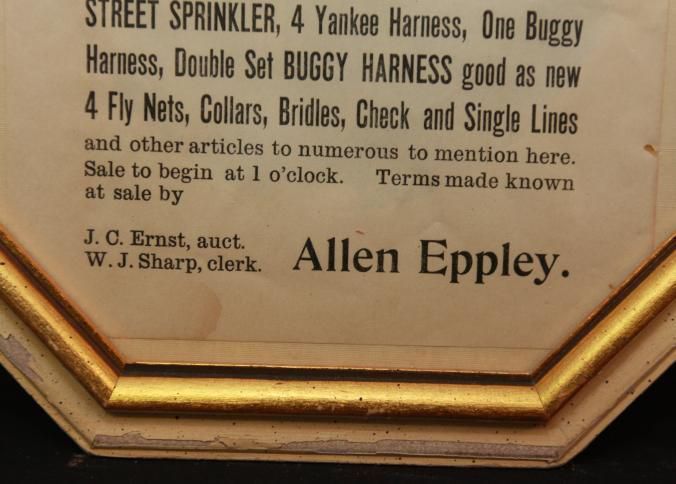 STREET SPRINKLER, 4 Yankee Harness, One Buggy
Harness, Double Set BUGGY HARNESS good as new
4 Fly Nets, Collars, Bridles, Check and Single Lines
and other articles to numerous to mention here.
Sale to begin at 1 o'clock. Terms made known
at sale by
J. C. Ernst, auct.
W. J. Sharp, clerk.
Allen Eppley.